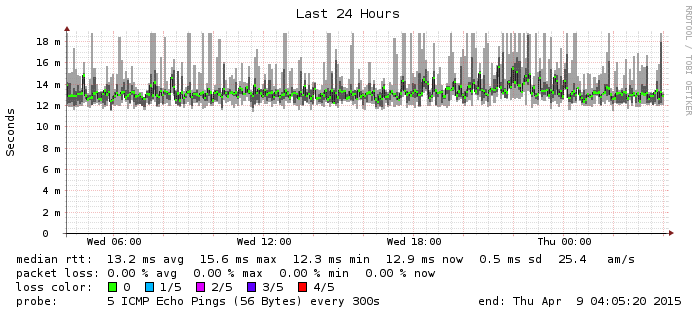 Last 24 Hours
RRDTOOL / TOBI OETIKER
Seconds
18 m
16 m
14 m
12 m
10 m
8 m
6 m
4 m
2 m
0
Wed 06:00 Wed 12:00 Wed 18:00 Thu 00:00
median rtt: 13.2 ms avg 15.6 ms max 12.3 ms min 12.9 ms now 0.5 ms sd 25.4 am/s
packet loss: 0.00 % avg 0.00 % max 0.00 % min 0.00 % now
loss color: 0 1/5 2/5 3/5 4/5
probe: 5 ICMP Echo Pings (56 Bytes) every 300s end: Thu Apr 9 04:05:20 2015